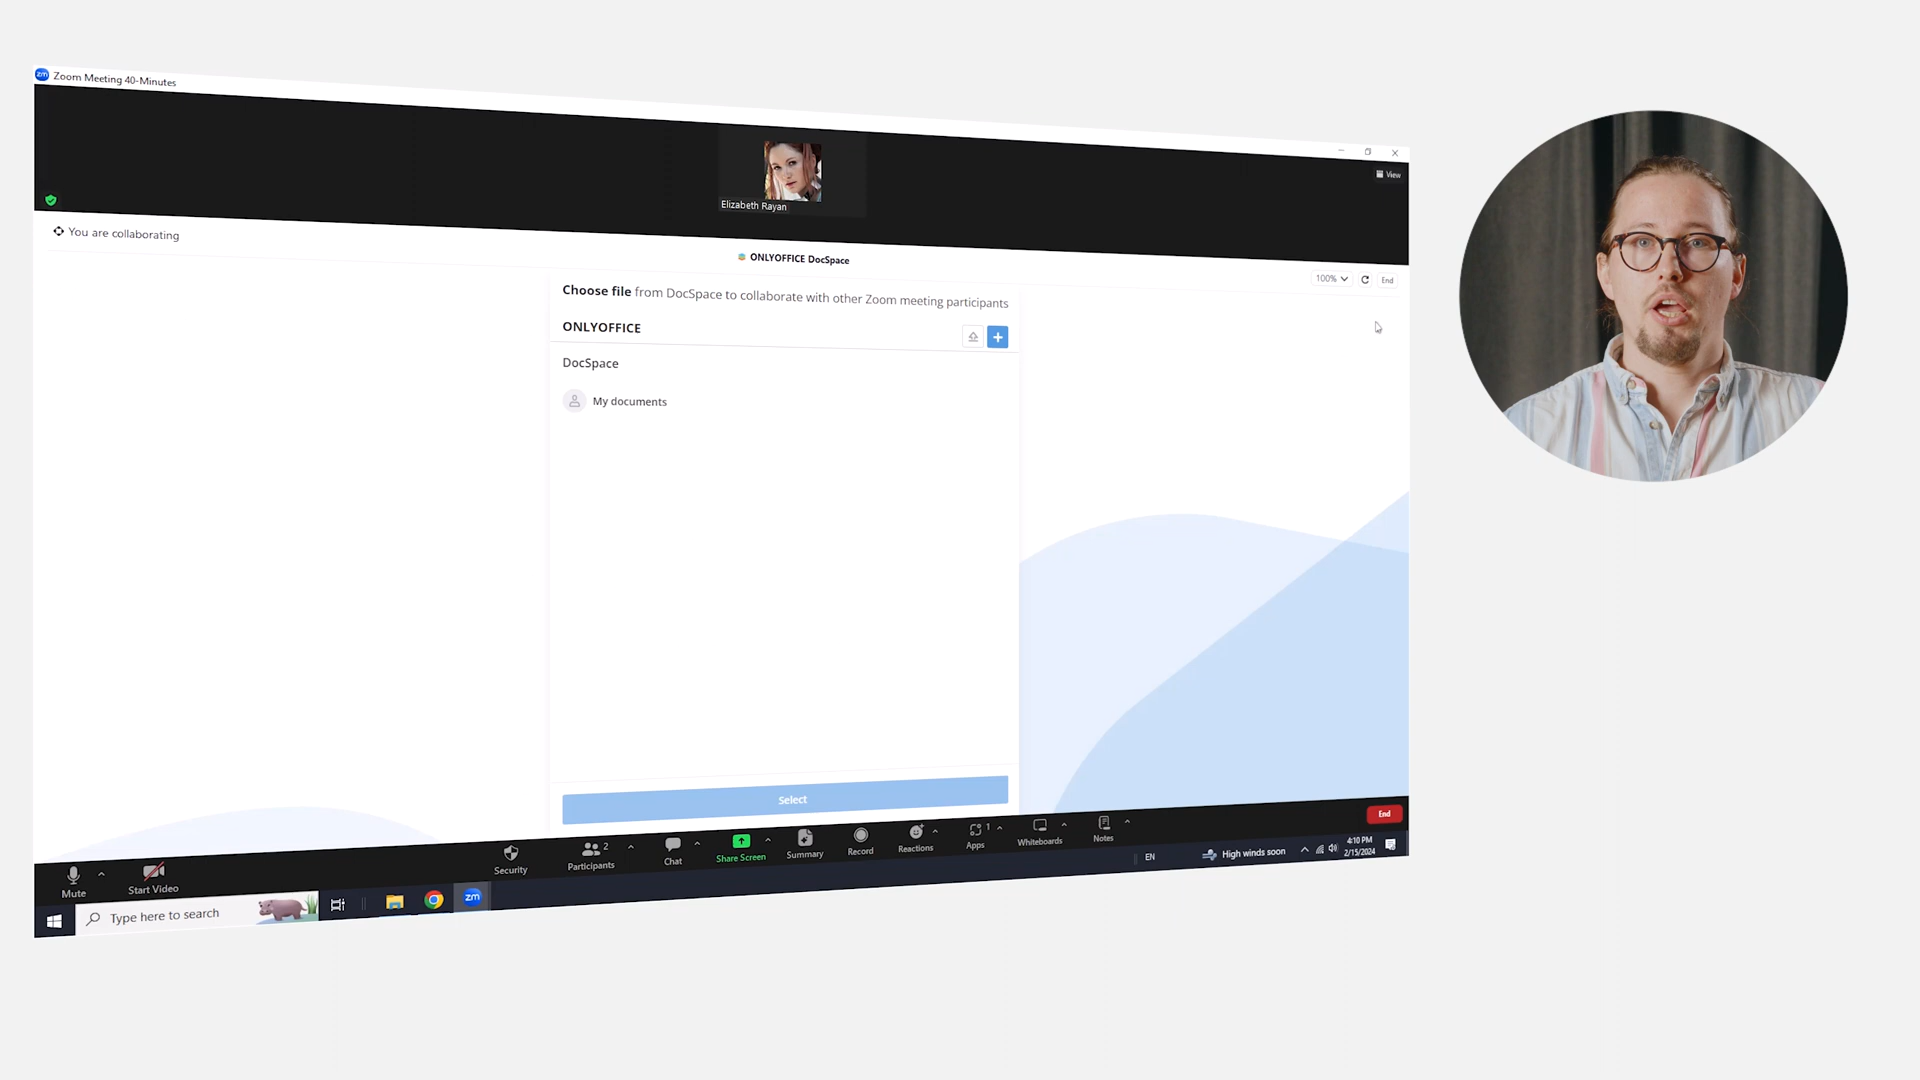 zm Zoom Meeting 40-Minutes
View
Elizabeth Rayan
You are collaborating
ONLYOFFICE DocSpace
100%
End
Choose file from DocSpace to collaborate with other Zoom meeting participants
ONLYOFFICE
DocSpace
My documents
Select
Mute
Start Video
Security
Participants
2
Chat
Share Screen
Summary
Record
Reactions
Apps
1
Whiteboards
Notes
End
Type here to search
zm
EN
High winds soon
4:10 PM
2/15/2024